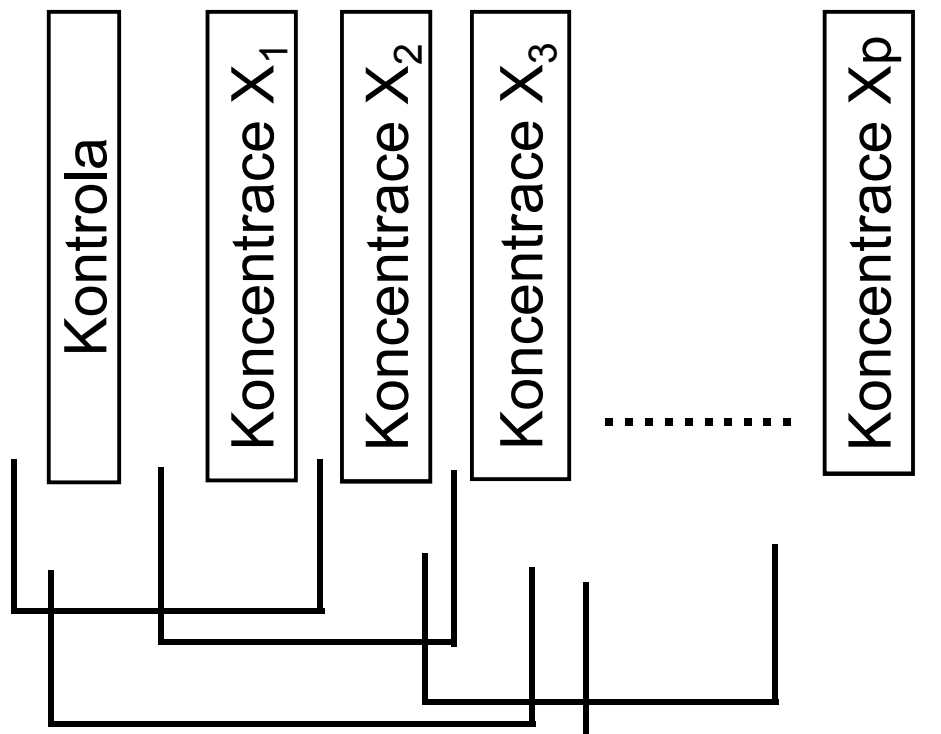 Kontrola
Koncentrace X₁
Koncentrace X₂
Koncentrace X₃
.........
Koncentrace Xp